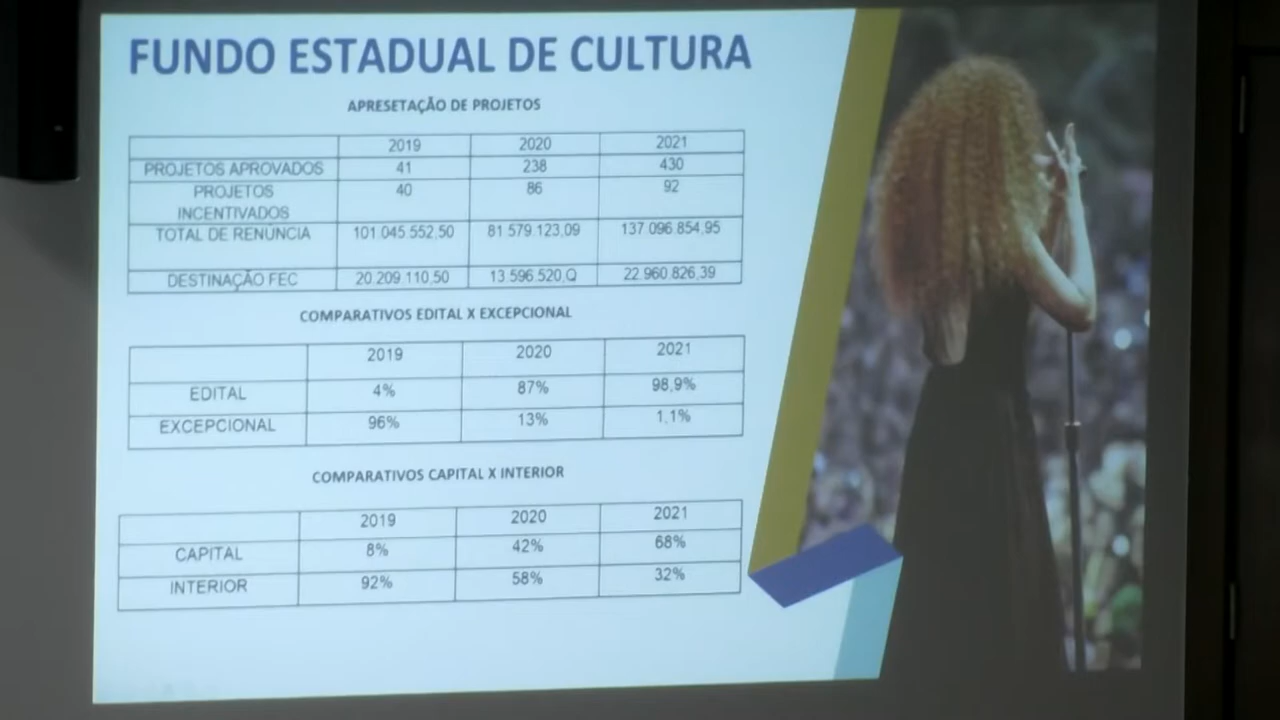 FUNDO ESTADUAL DE CULTURA
APRESETAÇÃO DE PROJETOS
2019 2020 2021
PROJETOS APROVADOS 41 238 430
PROJETOS 40 86 92
INCENTIVADOS
TOTAL DE RENÚNCIA 101.045.552,50 81.579.123,09 137.096.854,95
DESTINAÇÃO FEC 20.209.110,50 13.596.520,Q 22.960.826,39
COMPARATIVOS EDITAL X EXCEPCIONAL
2019 2020 2021
EDITAL 4% 87% 98,9%
EXCEPCIONAL 96% 13% 1,1%
COMPARATIVOS CAPITAL X INTERIOR
2019 2020 2021
CAPITAL 8% 42% 68%
INTERIOR 92% 58% 32%